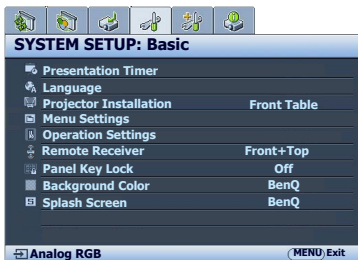 SYSTEM SETUP: Basic
Presentation Timer
Language
Projector Installation Front Table
Menu Settings
Operation Settings
Remote Receiver Front+Top
Panel Key Lock Off
Background Color BenQ
Splash Screen BenQ
Analog RGB MENU Exit